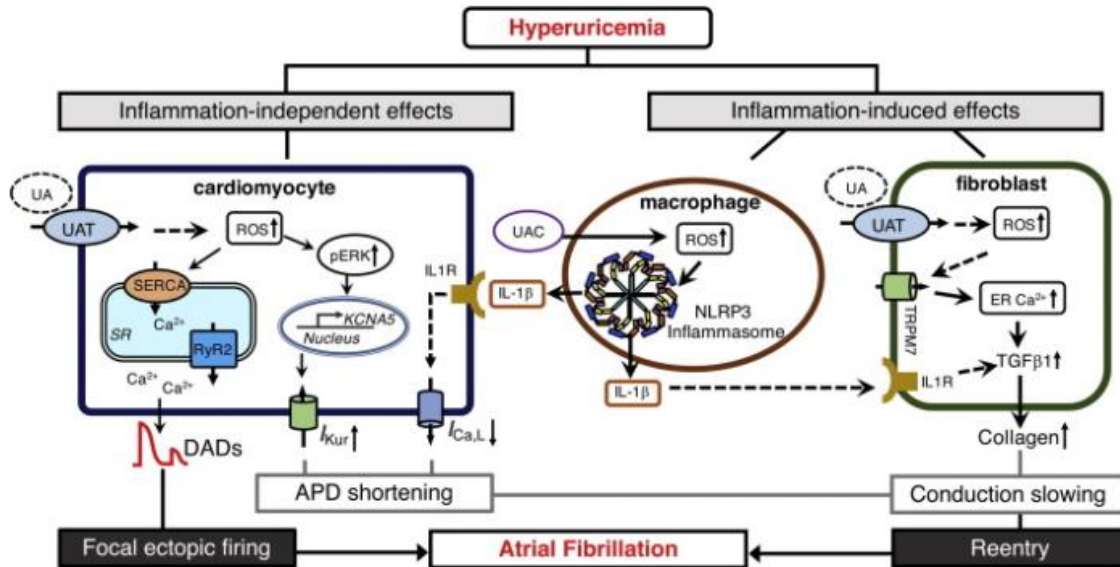 Hyperuricemia
Inflammation-independent effects
Inflammation-induced effects
UA
UAT
cardiomyocyte
ROS↑
pERK↑
SERCA
Ca²⁺
SR
RyR2
Ca²⁺
Ca²⁺
KCNA5
Nucleus
IL1R
IL-1β
UAC
macrophage
ROS↑
NLRP3
Inflammasome
IL-1β
UA
UAT
fibroblast
ROS↑
TRPM7
ER Ca²⁺↑
TGFβ1↑
IL1R
Collagen↑
DADs
I_Kur↑
I_Ca,L↓
APD shortening
Conduction slowing
Focal ectopic firing
Atrial Fibrillation
Reentry